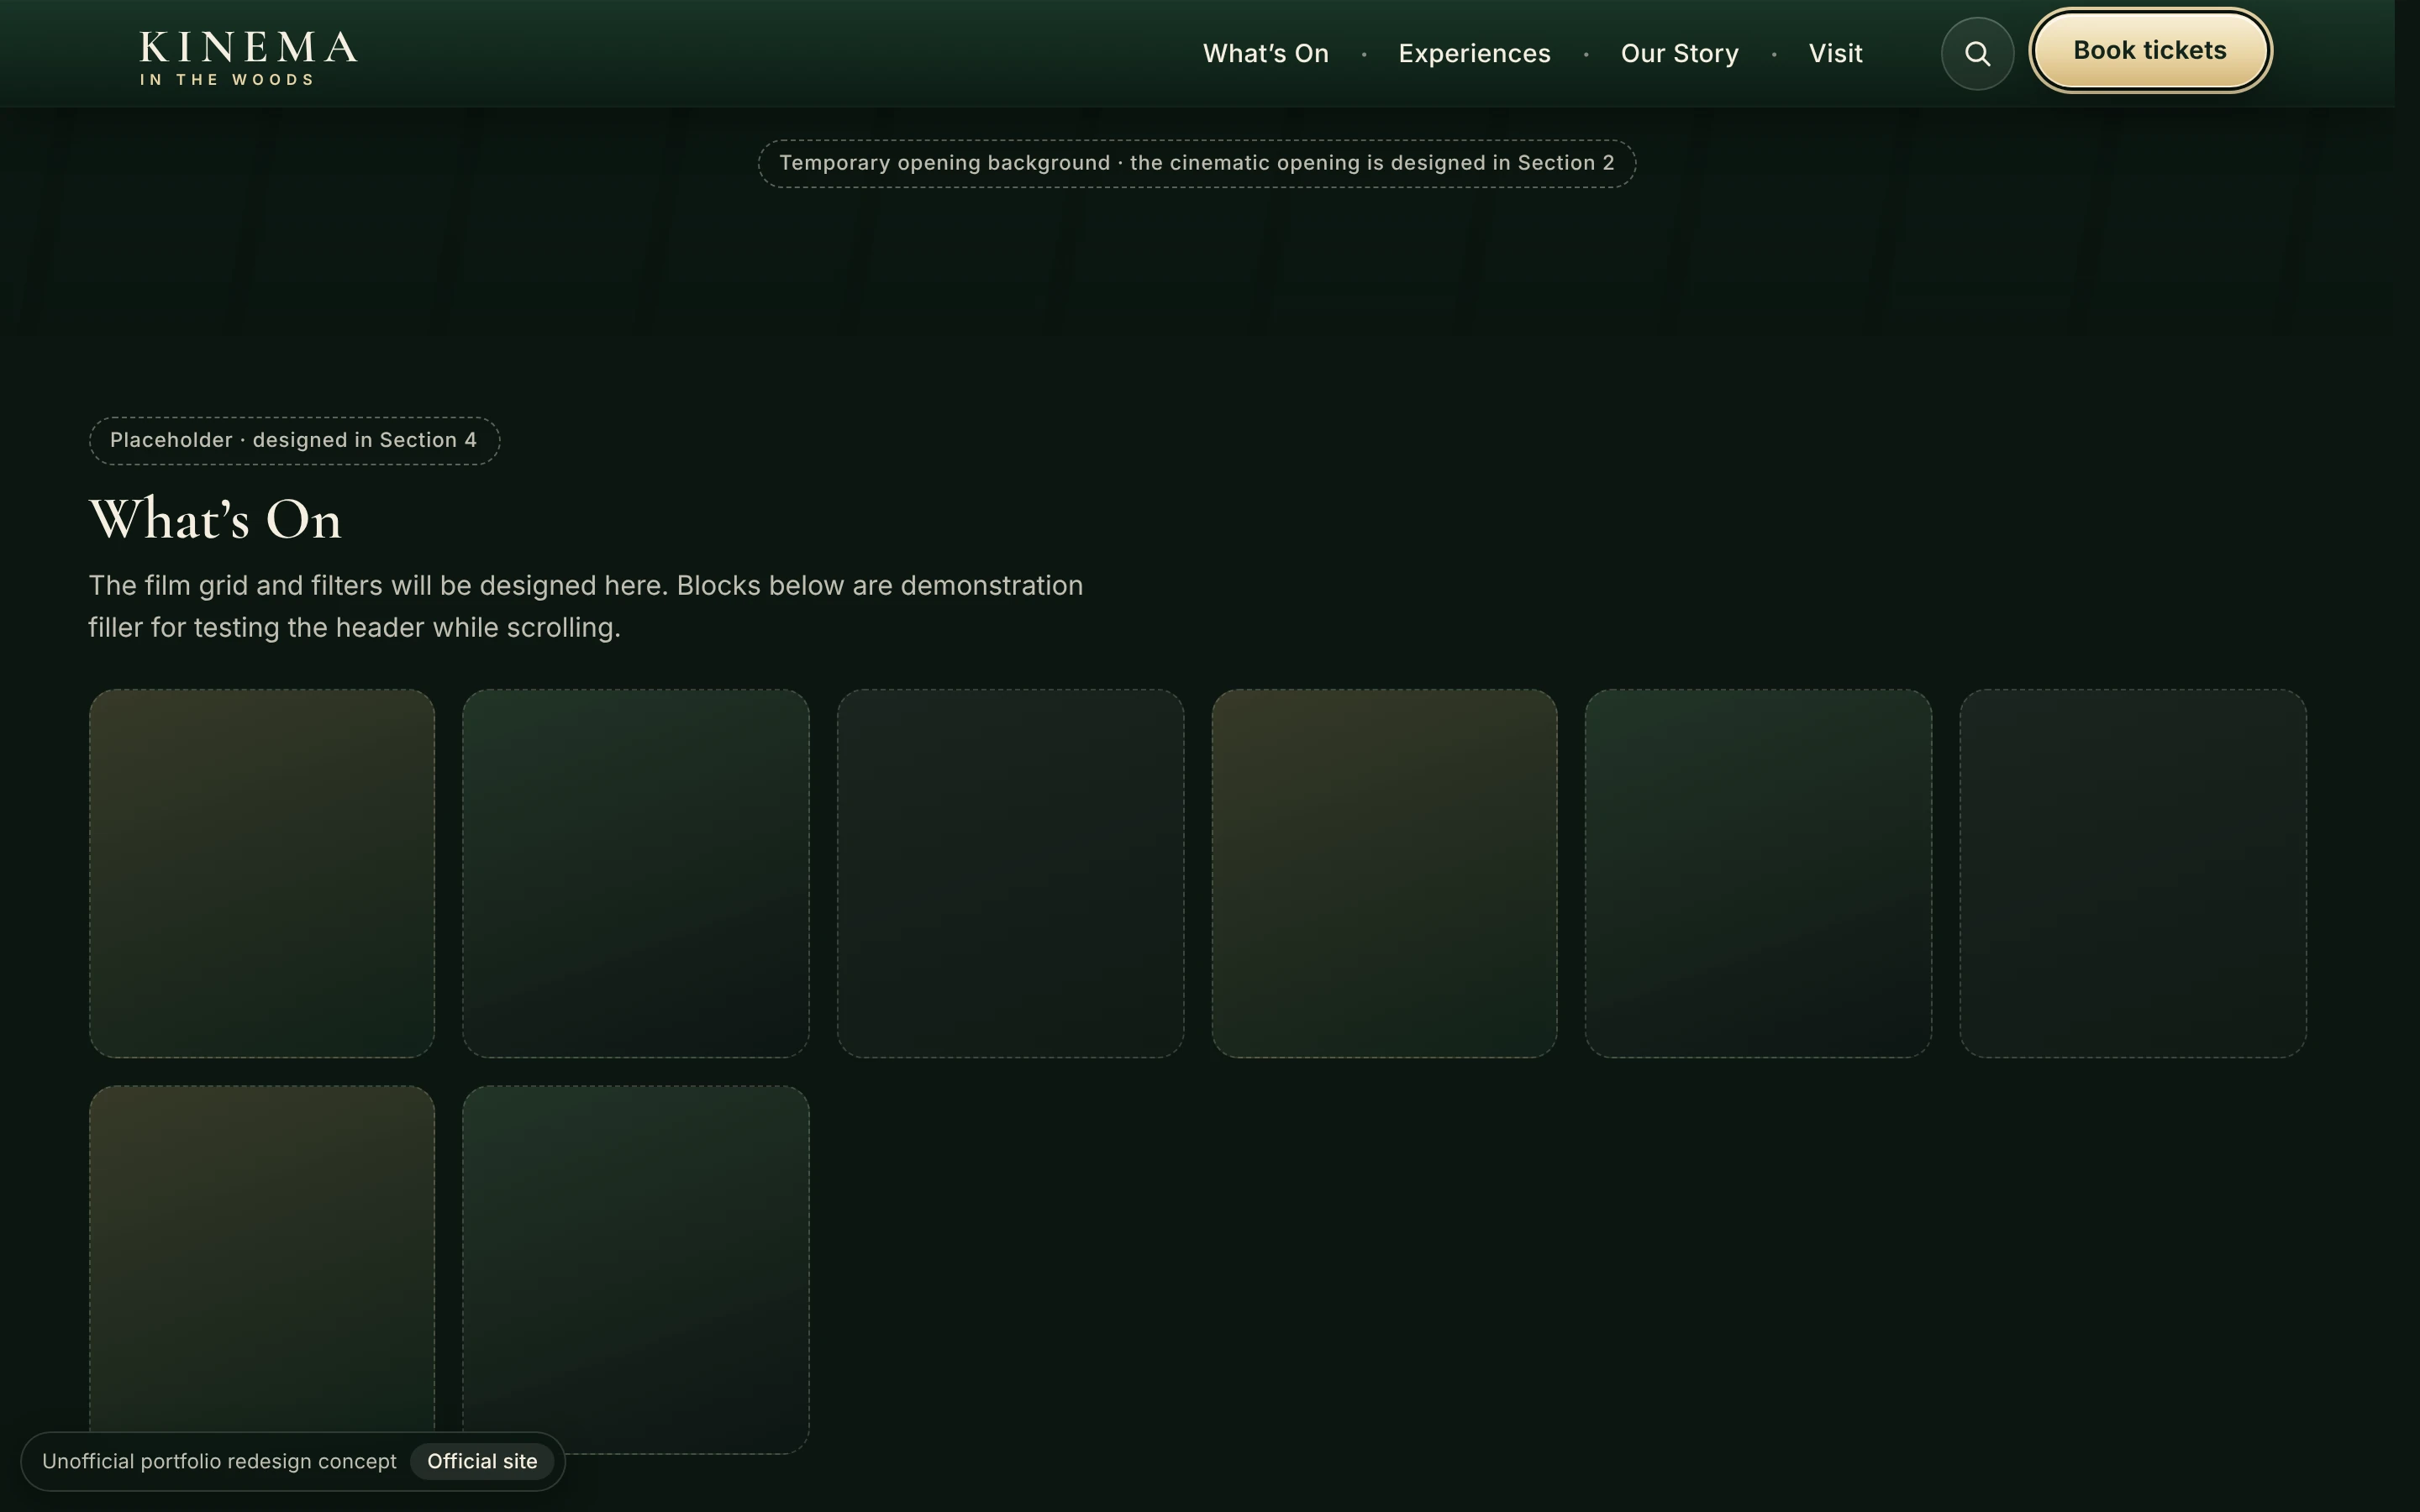 KINEMA
IN THE WOODS
What’s On · Experiences · Our Story · Visit
Book tickets
Temporary opening background · the cinematic opening is designed in Section 2
Placeholder · designed in Section 4
What’s On
The film grid and filters will be designed here. Blocks below are demonstration
filler for testing the header while scrolling.
Unofficial portfolio redesign concept
Official site